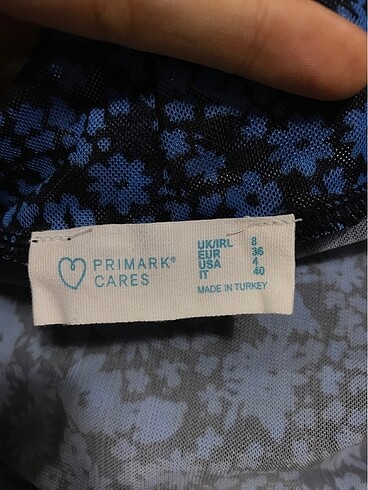 PRIMARK®
CARES
UK/IRL 8
EUR 36
USA 4
IT 40
MADE IN TURKEY